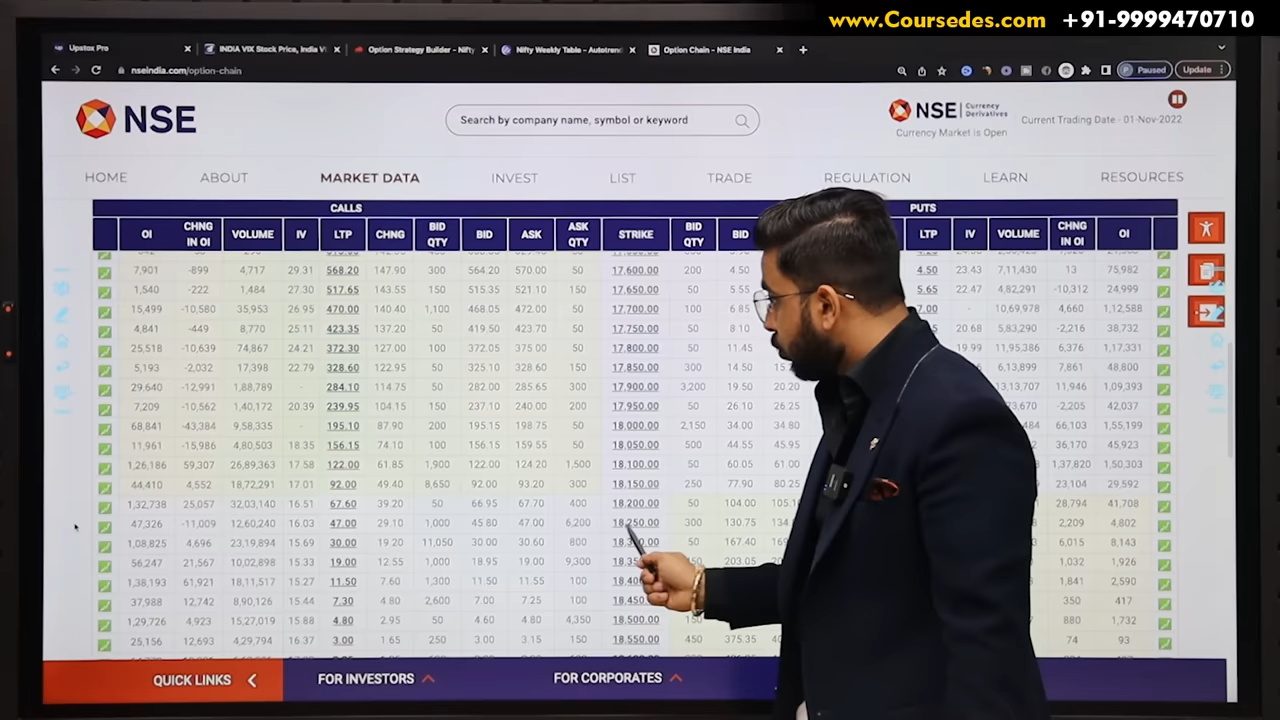 www.Coursedes.com +91-9999470710
Upstox Pro
INDIA VIX Stock Price, India VI
Option Strategy Builder - Nifty
Nifty Weekly Table - Autotrend
Option Chain - NSE India
nseindia.com/option-chain
Paused
Update
NSE
Search by company name, symbol or keyword
NSE Currency Derivatives
Currency Market is Open
Current Trading Date - 01-Nov-2022
HOME ABOUT MARKET DATA INVEST LIST TRADE REGULATION LEARN RESOURCES
CALLS PUTS
OI CHNG IN OI VOLUME IV LTP CHNG BID QTY BID ASK ASK QTY STRIKE BID QTY BID LTP IV VOLUME CHNG IN OI OI
7,901 -899 4,717 29.31 568.20 147.90 300 564.20 570.00 50 17,600.00 200 4.50 4.50 23.43 7,11,430 13 75,982
1,540 -222 1,484 27.30 517.65 143.55 150 515.35 521.10 150 17,650.00 50 5.55 5.65 22.47 4,82,291 -10,312 24,999
15,499 -10,580 35,953 26.95 470.00 140.40 1,100 468.05 472.00 50 17,700.00 100 6.85 7.00 - 10,69,978 4,660 1,12,588
4,841 -449 8,770 25.11 423.35 137.20 50 419.50 423.70 50 17,750.00 50 8.10 20.68 5,83,290 -2,216 38,732
25,518 -10,639 74,867 24.21 372.30 127.00 100 372.05 375.00 50 17,800.00 50 11.45 19.99 11,95,386 6,376 1,17,331
5,193 -2,032 17,398 22.79 328.60 122.95 50 325.10 328.60 150 17,850.00 300 14.50 6,13,899 7,861 48,800
29,640 -12,991 1,88,789 - 284.10 114.75 50 282.00 285.65 300 17,900.00 3,200 19.50 20.20 11,946 1,09,393
7,209 -10,562 1,40,172 20.39 239.95 104.15 150 237.10 240.00 200 17,950.00 50 26.10 26.25 -2,205 42,037
68,841 -43,384 9,58,335 - 195.10 87.90 200 195.15 198.75 50 18,000.00 2,150 34.00 34.80 66,103 1,55,199
11,961 -15,986 4,80,503 18.35 156.15 74.10 100 156.15 159.55 50 18,050.00 500 44.55 45.95 36,170 45,923
1,26,186 59,307 26,89,363 17.58 122.00 61.85 1,900 122.00 124.20 1,500 18,100.00 50 60.05 61.00 1,37,820 1,50,303
44,410 4,552 18,72,291 17.01 92.00 49.40 8,650 92.00 93.20 300 18,150.00 250 77.90 80.25 23,104 29,592
1,32,738 25,057 32,03,140 16.51 67.60 39.20 50 66.95 67.70 400 18,200.00 50 104.00 28,794 41,708
47,326 -11,009 12,60,240 16.03 47.00 29.10 1,000 45.80 47.00 6,200 18,250.00 300 130.75 2,209 4,802
1,08,825 4,696 23,19,894 15.69 30.00 19.20 11,050 30.00 30.60 800 50 167.40 6,015 8,143
56,247 21,567 10,02,898 15.33 19.00 12.55 1,000 18.95 19.00 9,300 203.05 1,032 1,926
1,38,193 61,921 18,11,517 15.27 11.50 7.60 1,300 11.50 11.55 100 1,841 2,590
37,988 12,742 8,90,126 15.44 7.30 4.80 2,600 7.00 7.25 100 350 417
1,29,726 4,923 15,27,019 15.88 4.80 2.95 50 4.60 4.80 4,350 18,500.00 880 1,732
25,156 12,693 4,29,794 16.37 3.00 1.65 250 3.00 3.15 150 18,550.00 450 375.35 74 93
QUICK LINKS FOR INVESTORS FOR CORPORATES